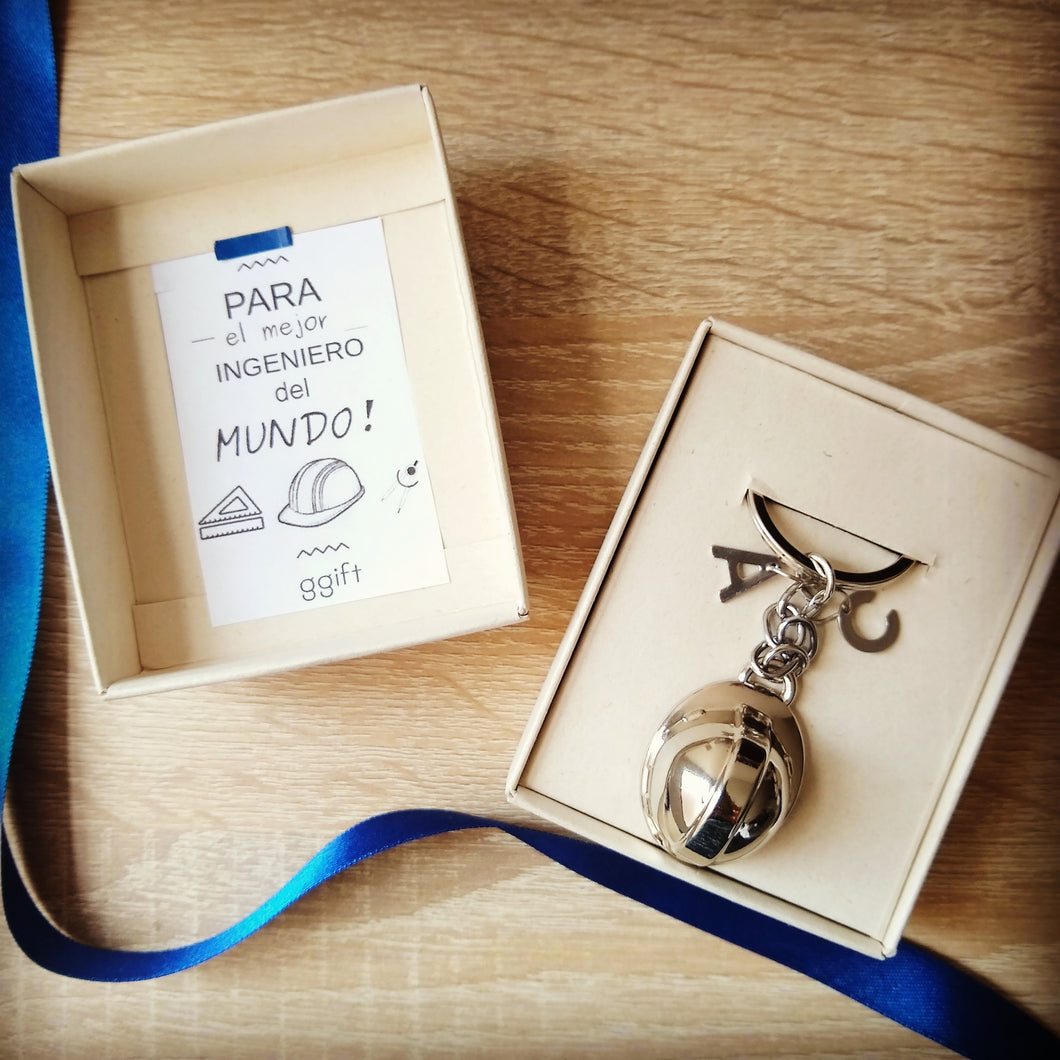 PARA
el mejor
INGENIERO
del
MUNDO!
ggift
A C